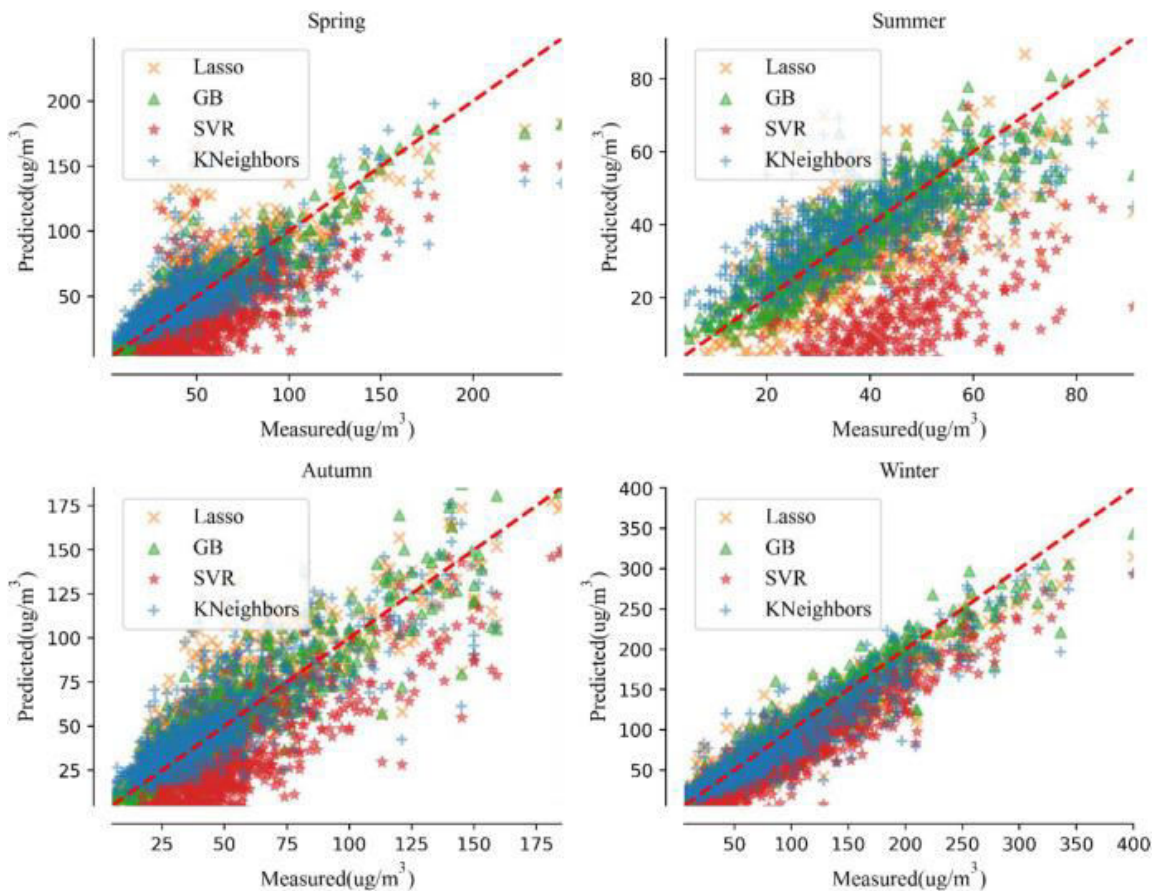 Spring
Predicted(ug/m³)
200
150
100
50
Lasso
GB
SVR
KNeighbors
50
100
150
200
Measured(ug/m³)
Summer
Predicted(ug/m³)
80
60
40
20
Lasso
GB
SVR
KNeighbors
20
40
60
80
Measured(ug/m³)
Autumn
Predicted(ug/m³)
175
150
125
100
75
50
25
Lasso
GB
SVR
KNeighbors
25
50
75
100
125
150
175
Measured(ug/m³)
Winter
Predicted(ug/m³)
400
350
300
250
200
150
100
50
Lasso
GB
SVR
KNeighbors
50
100
150
200
250
300
350
400
Measured(ug/m³)